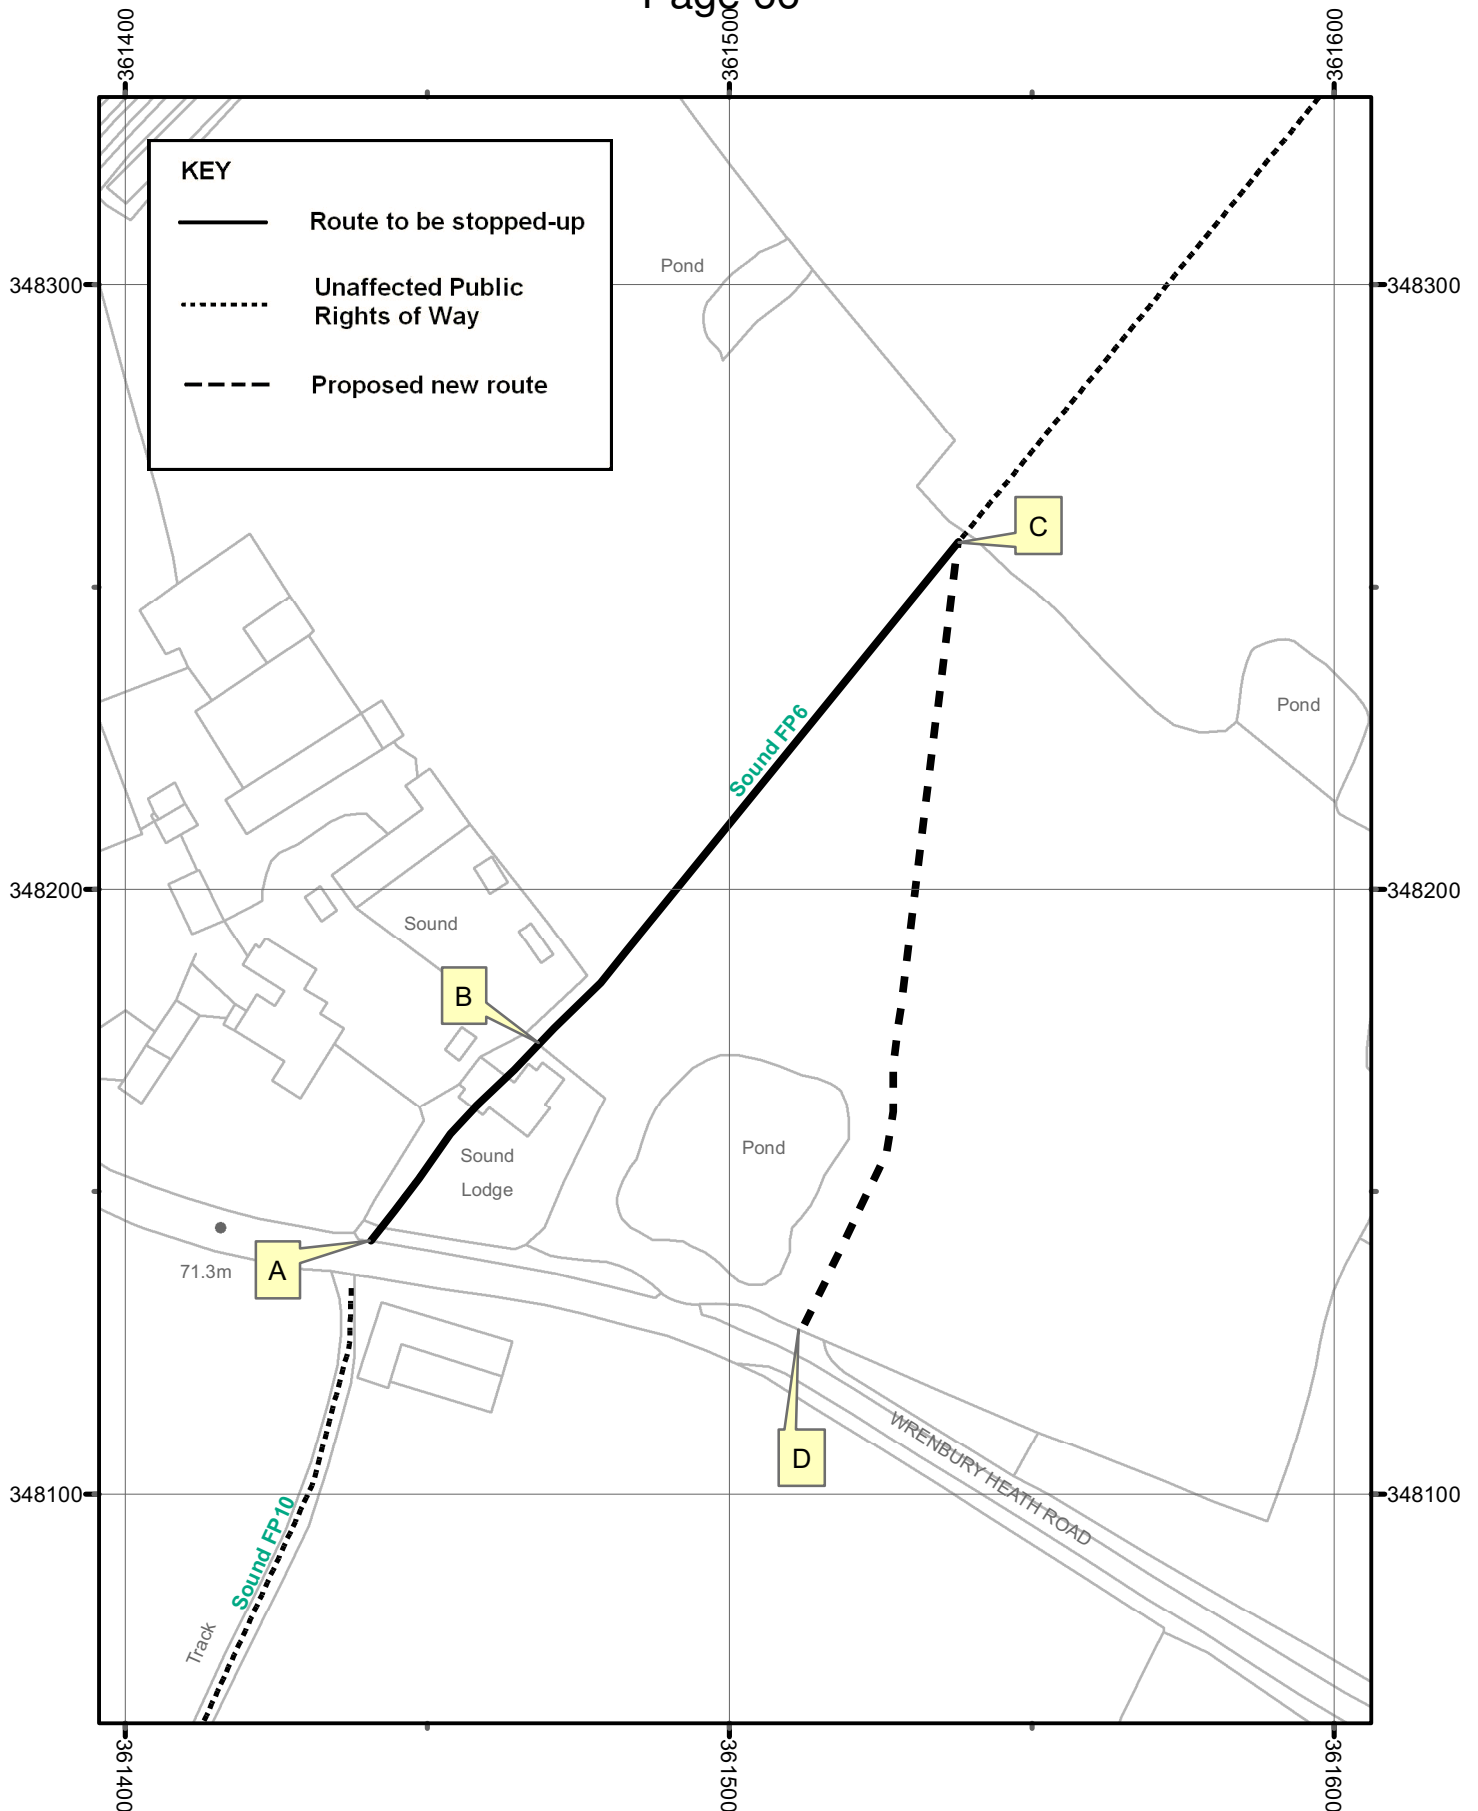 361400
361500
361600
KEY
Route to be stopped-up
Unaffected Public
Rights of Way
Proposed new route
Pond
348300
348300
C
Sound FP6
Pond
348200
348200
Sound
B
Sound
Lodge
Pond
A
71.3m
D
WRENBURY HEATH ROAD
348100
348100
Sound FP10
Track
361400
361500
361600